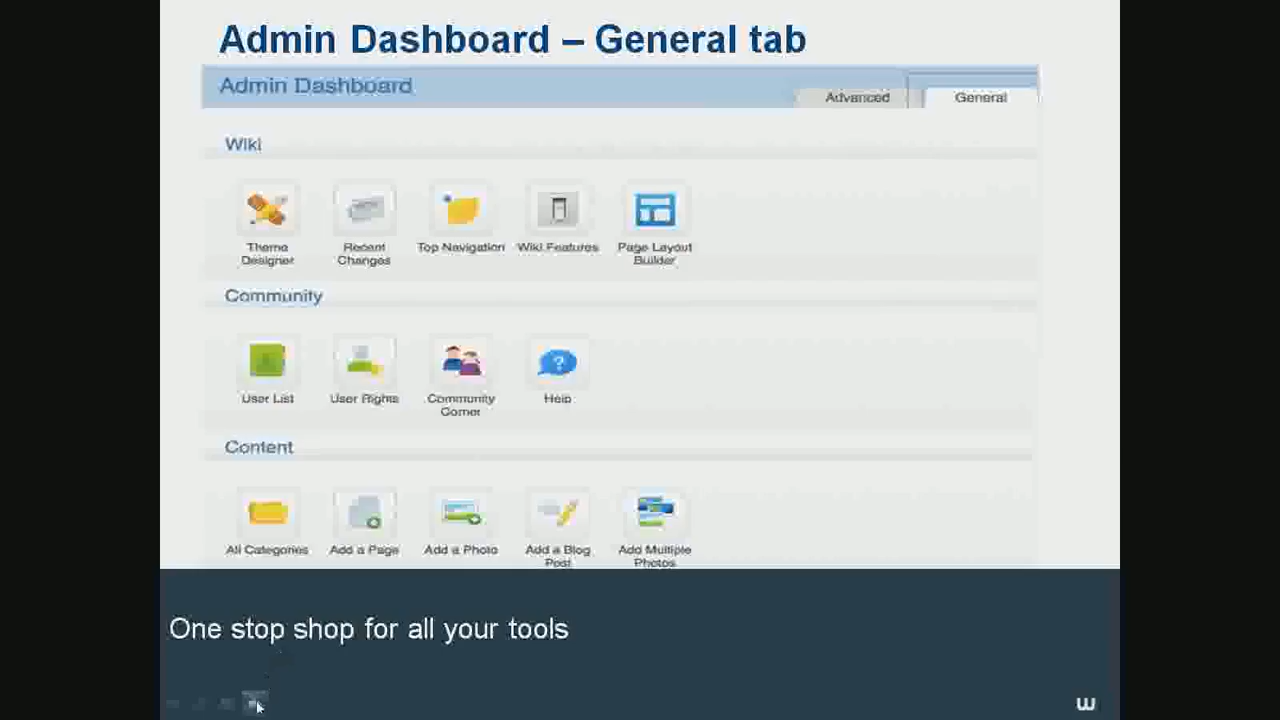 Admin Dashboard – General tab
Admin Dashboard
Advanced
General
Wiki
Theme Designer
Recent Changes
Top Navigation
Wiki Features
Page Layout Builder
Community
User List
User Rights
Community Corner
Help
Content
All Categories
Add a Page
Add a Photo
Add a Blog Post
Add Multiple Photos
One stop shop for all your tools
w